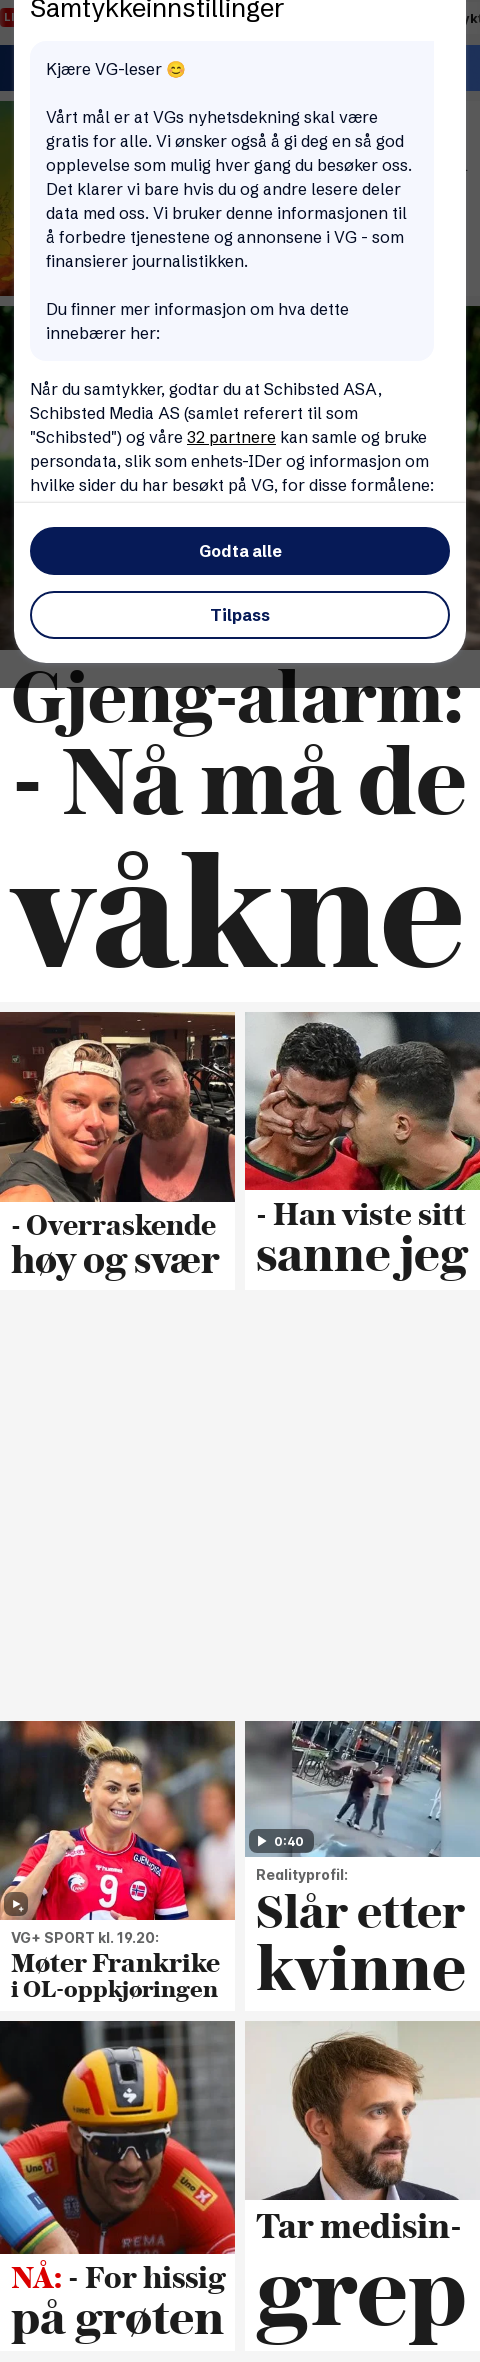 Samtykkeinnstillinger
Kjære VG-leser 😊
Vårt mål er at VGs nyhetsdekning skal være
gratis for alle. Vi ønsker også å gi deg en så god
opplevelse som mulig hver gang du besøker oss.
Det klarer vi bare hvis du og andre lesere deler
data med oss. Vi bruker denne informasjonen til
å forbedre tjenestene og annonsene i VG - som
finansierer journalistikken.
Du finner mer informasjon om hva dette
innebærer her:
Når du samtykker, godtar du at Schibsted ASA,
Schibsted Media AS (samlet referert til som
"Schibsted") og våre 32 partnere kan samle og bruke
persondata, slik som enhets-IDer og informasjon om
hvilke sider du har besøkt på VG, for disse formålene:
Godta alle
Tilpass
Gjeng-alarm:
- Nå må de
våkne
- Overraskende
høy og svær
- Han viste sitt
sanne jeg
9
0:40
VG+ SPORT kl. 19.20:
Møter Frankrike
i OL-oppkjøringen
Realityprofil:
Slår etter
kvinne
Uno X
Uno X
REMA
NÅ: - For hissig
på grøten
Tar medisin-
grep